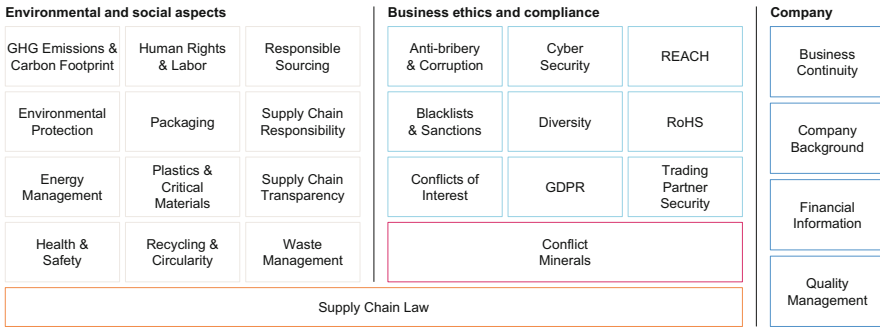 Environmental and social aspects
GHG Emissions &
Carbon Footprint
Human Rights
& Labor
Responsible
Sourcing
Environmental
Protection
Packaging
Supply Chain
Responsibility
Energy
Management
Plastics &
Critical
Materials
Supply Chain
Transparency
Health &
Safety
Recycling &
Circularity
Waste
Management
Business ethics and compliance
Anti-bribery
& Corruption
Cyber
Security
REACH
Blacklists
& Sanctions
Diversity
RoHS
Conflicts of
Interest
GDPR
Trading
Partner
Security
Conflict
Minerals
Supply Chain Law
Company
Business
Continuity
Company
Background
Financial
Information
Quality
Management